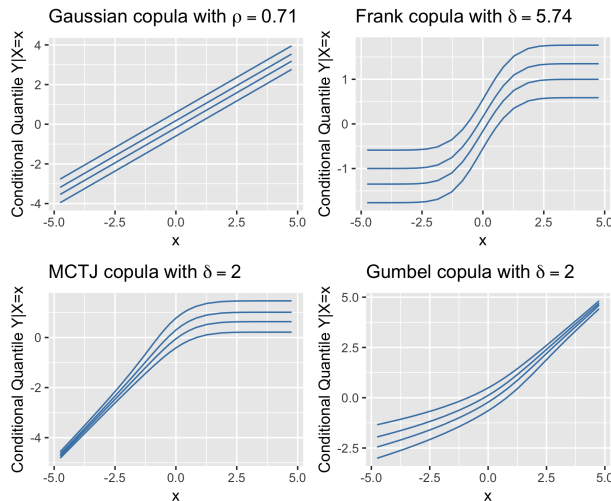 Gaussian copula with ρ = 0.71
Conditional Quantile Y|X=x
4
2
0
-2
-4
-5.0 -2.5 0.0 2.5 5.0
x
Frank copula with δ = 5.74
Conditional Quantile Y|X=x
1
0
-1
-5.0 -2.5 0.0 2.5 5.0
x
MCTJ copula with δ = 2
Conditional Quantile Y|X=x
0
-2
-4
-5.0 -2.5 0.0 2.5 5.0
x
Gumbel copula with δ = 2
Conditional Quantile Y|X=x
5.0
2.5
0.0
-2.5
-5.0 -2.5 0.0 2.5 5.0
x